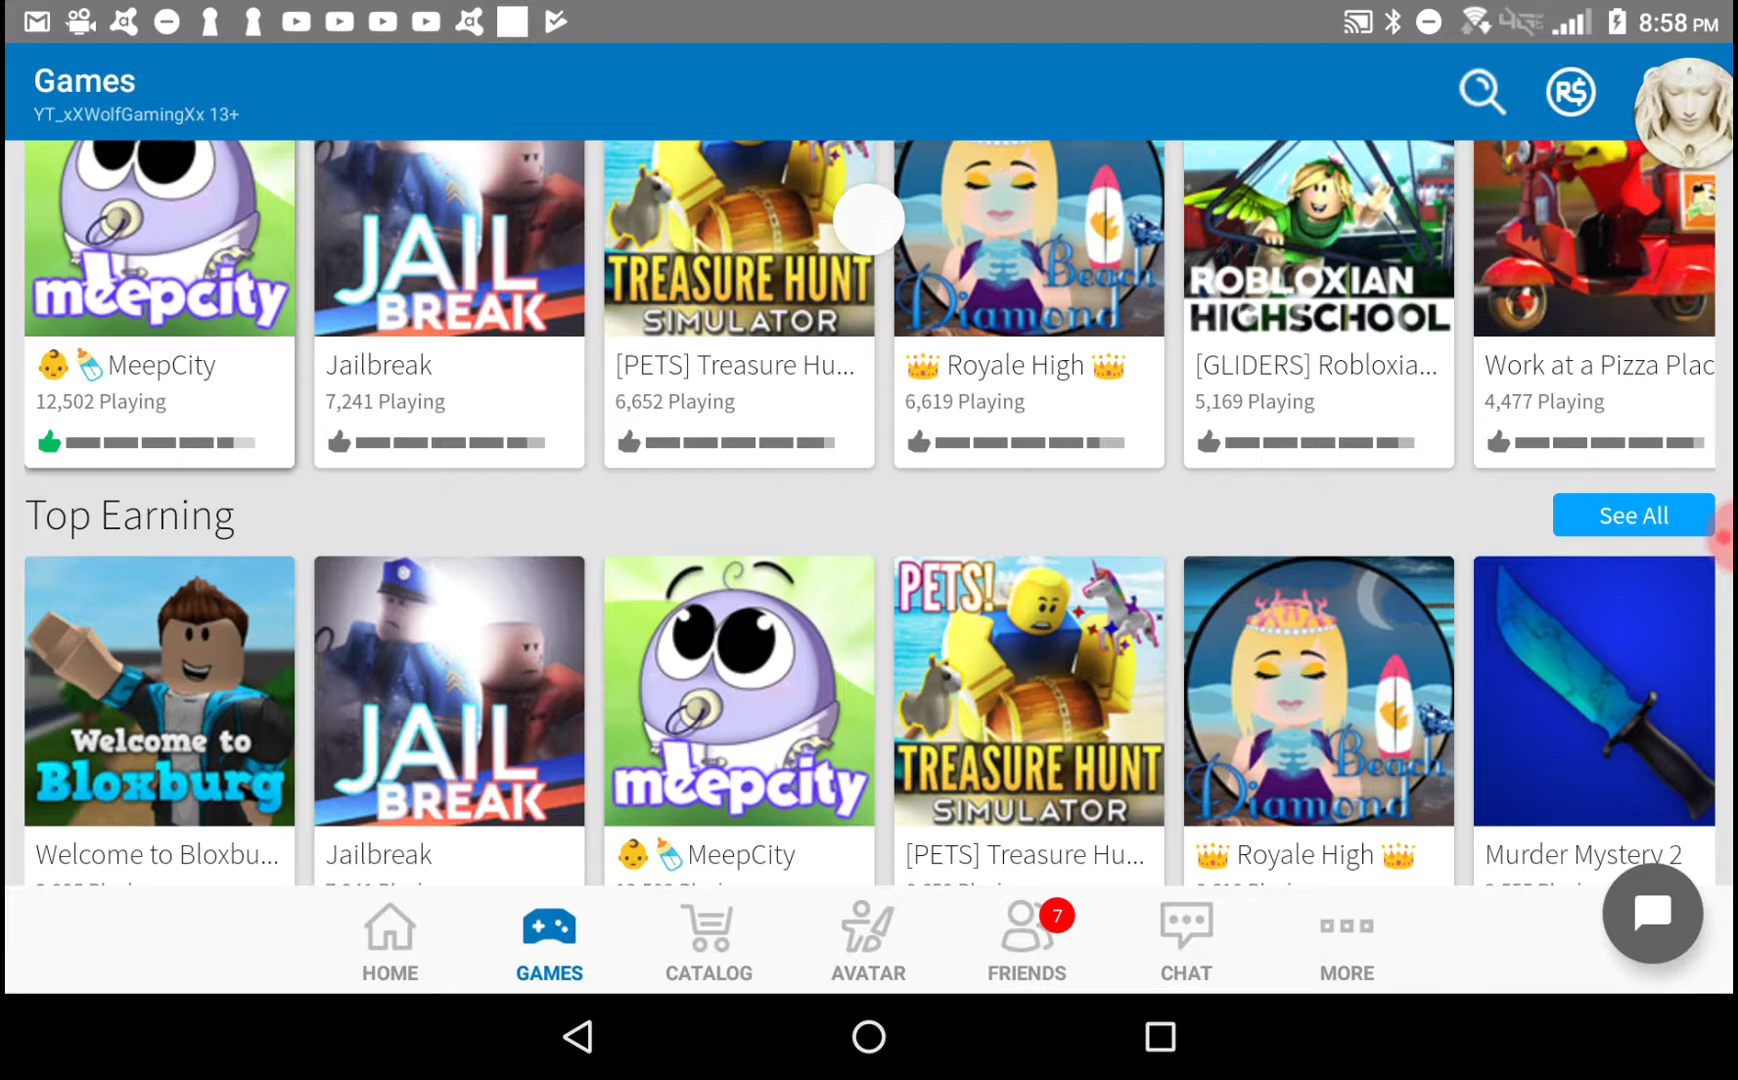 8:58 PM
Games
YT_xXWolfGamingXx 13+
R$
meepcity
JAIL
BREAK
TREASURE HUNT
SIMULATOR
Beach
Diamond
ROBLOXIAN
HIGHSCHOOL
MeepCity
Jailbreak
[PETS] Treasure Hu...
Royale High
[GLIDERS] Robloxia...
Work at a Pizza Plac
12,502 Playing
7,241 Playing
6,652 Playing
6,619 Playing
5,169 Playing
4,477 Playing
Top Earning
See All
Welcome to
Bloxburg
JAIL
BREAK
meepcity
PETS!
TREASURE HUNT
SIMULATOR
Beach
Diamond
Welcome to Bloxbu...
Jailbreak
MeepCity
[PETS] Treasure Hu...
Royale High
Murder Mystery 2
7
HOME
GAMES
CATALOG
AVATAR
FRIENDS
CHAT
MORE